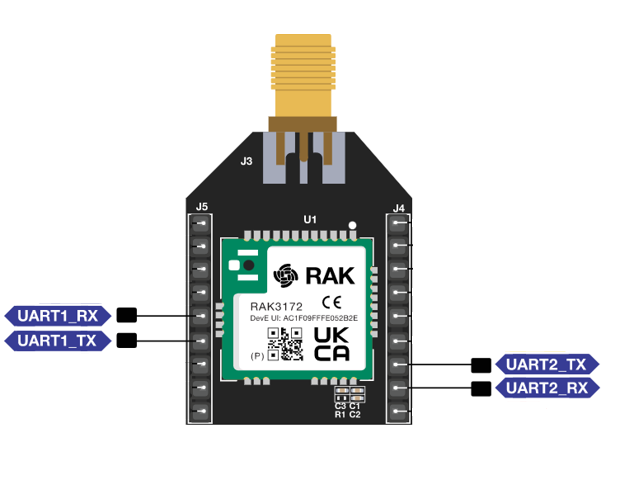 J3
J5
J4
U1
RAK
RAK3172
CE
DevE UI: AC1F09FFFE052B2E
(P)
UK
CA
UART1_RX
UART1_TX
UART2_TX
UART2_RX
C3 C1
R1 C2